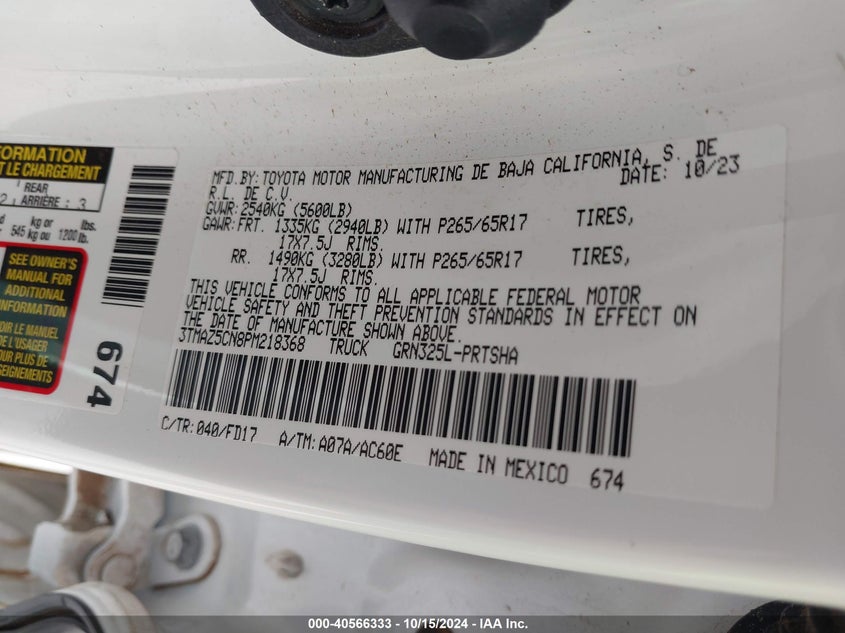 FORMATION
T LE CHARGEMENT
REAR
2 ARRIÈRE : 3
kg or lbs.
545 kg ou 1200 lb.
SEE OWNER'S
MANUAL FOR
ADDITIONAL
INFORMATION
OIR LE MANUEL
DE L'USAGER
POUR PLUS DE
SEIGNEMENTS
674
MFD.BY:TOYOTA MOTOR MANUFACTURING DE BAJA CALIFORNIA, S. DE
R.L. DE C.V. DATE: 10/23
GVWR:2540KG (5600LB)
GAWR:FRT. 1335KG (2940LB) WITH P265/65R17 TIRES,
17X7.5J RIMS.
RR. 1490KG (3280LB) WITH P265/65R17 TIRES,
17X7.5J RIMS.
THIS VEHICLE CONFORMS TO ALL APPLICABLE FEDERAL MOTOR
VEHICLE SAFETY AND THEFT PREVENTION STANDARDS IN EFFECT ON
THE DATE OF MANUFACTURE SHOWN ABOVE.
3TMAZ5CN8PM218368 TRUCK GRN325L-PRTSHA
C/TR:040/FD17 A/TM:A07A/AC60E MADE IN MEXICO 674
000-40566333 - 10/15/2024 - IAA Inc.